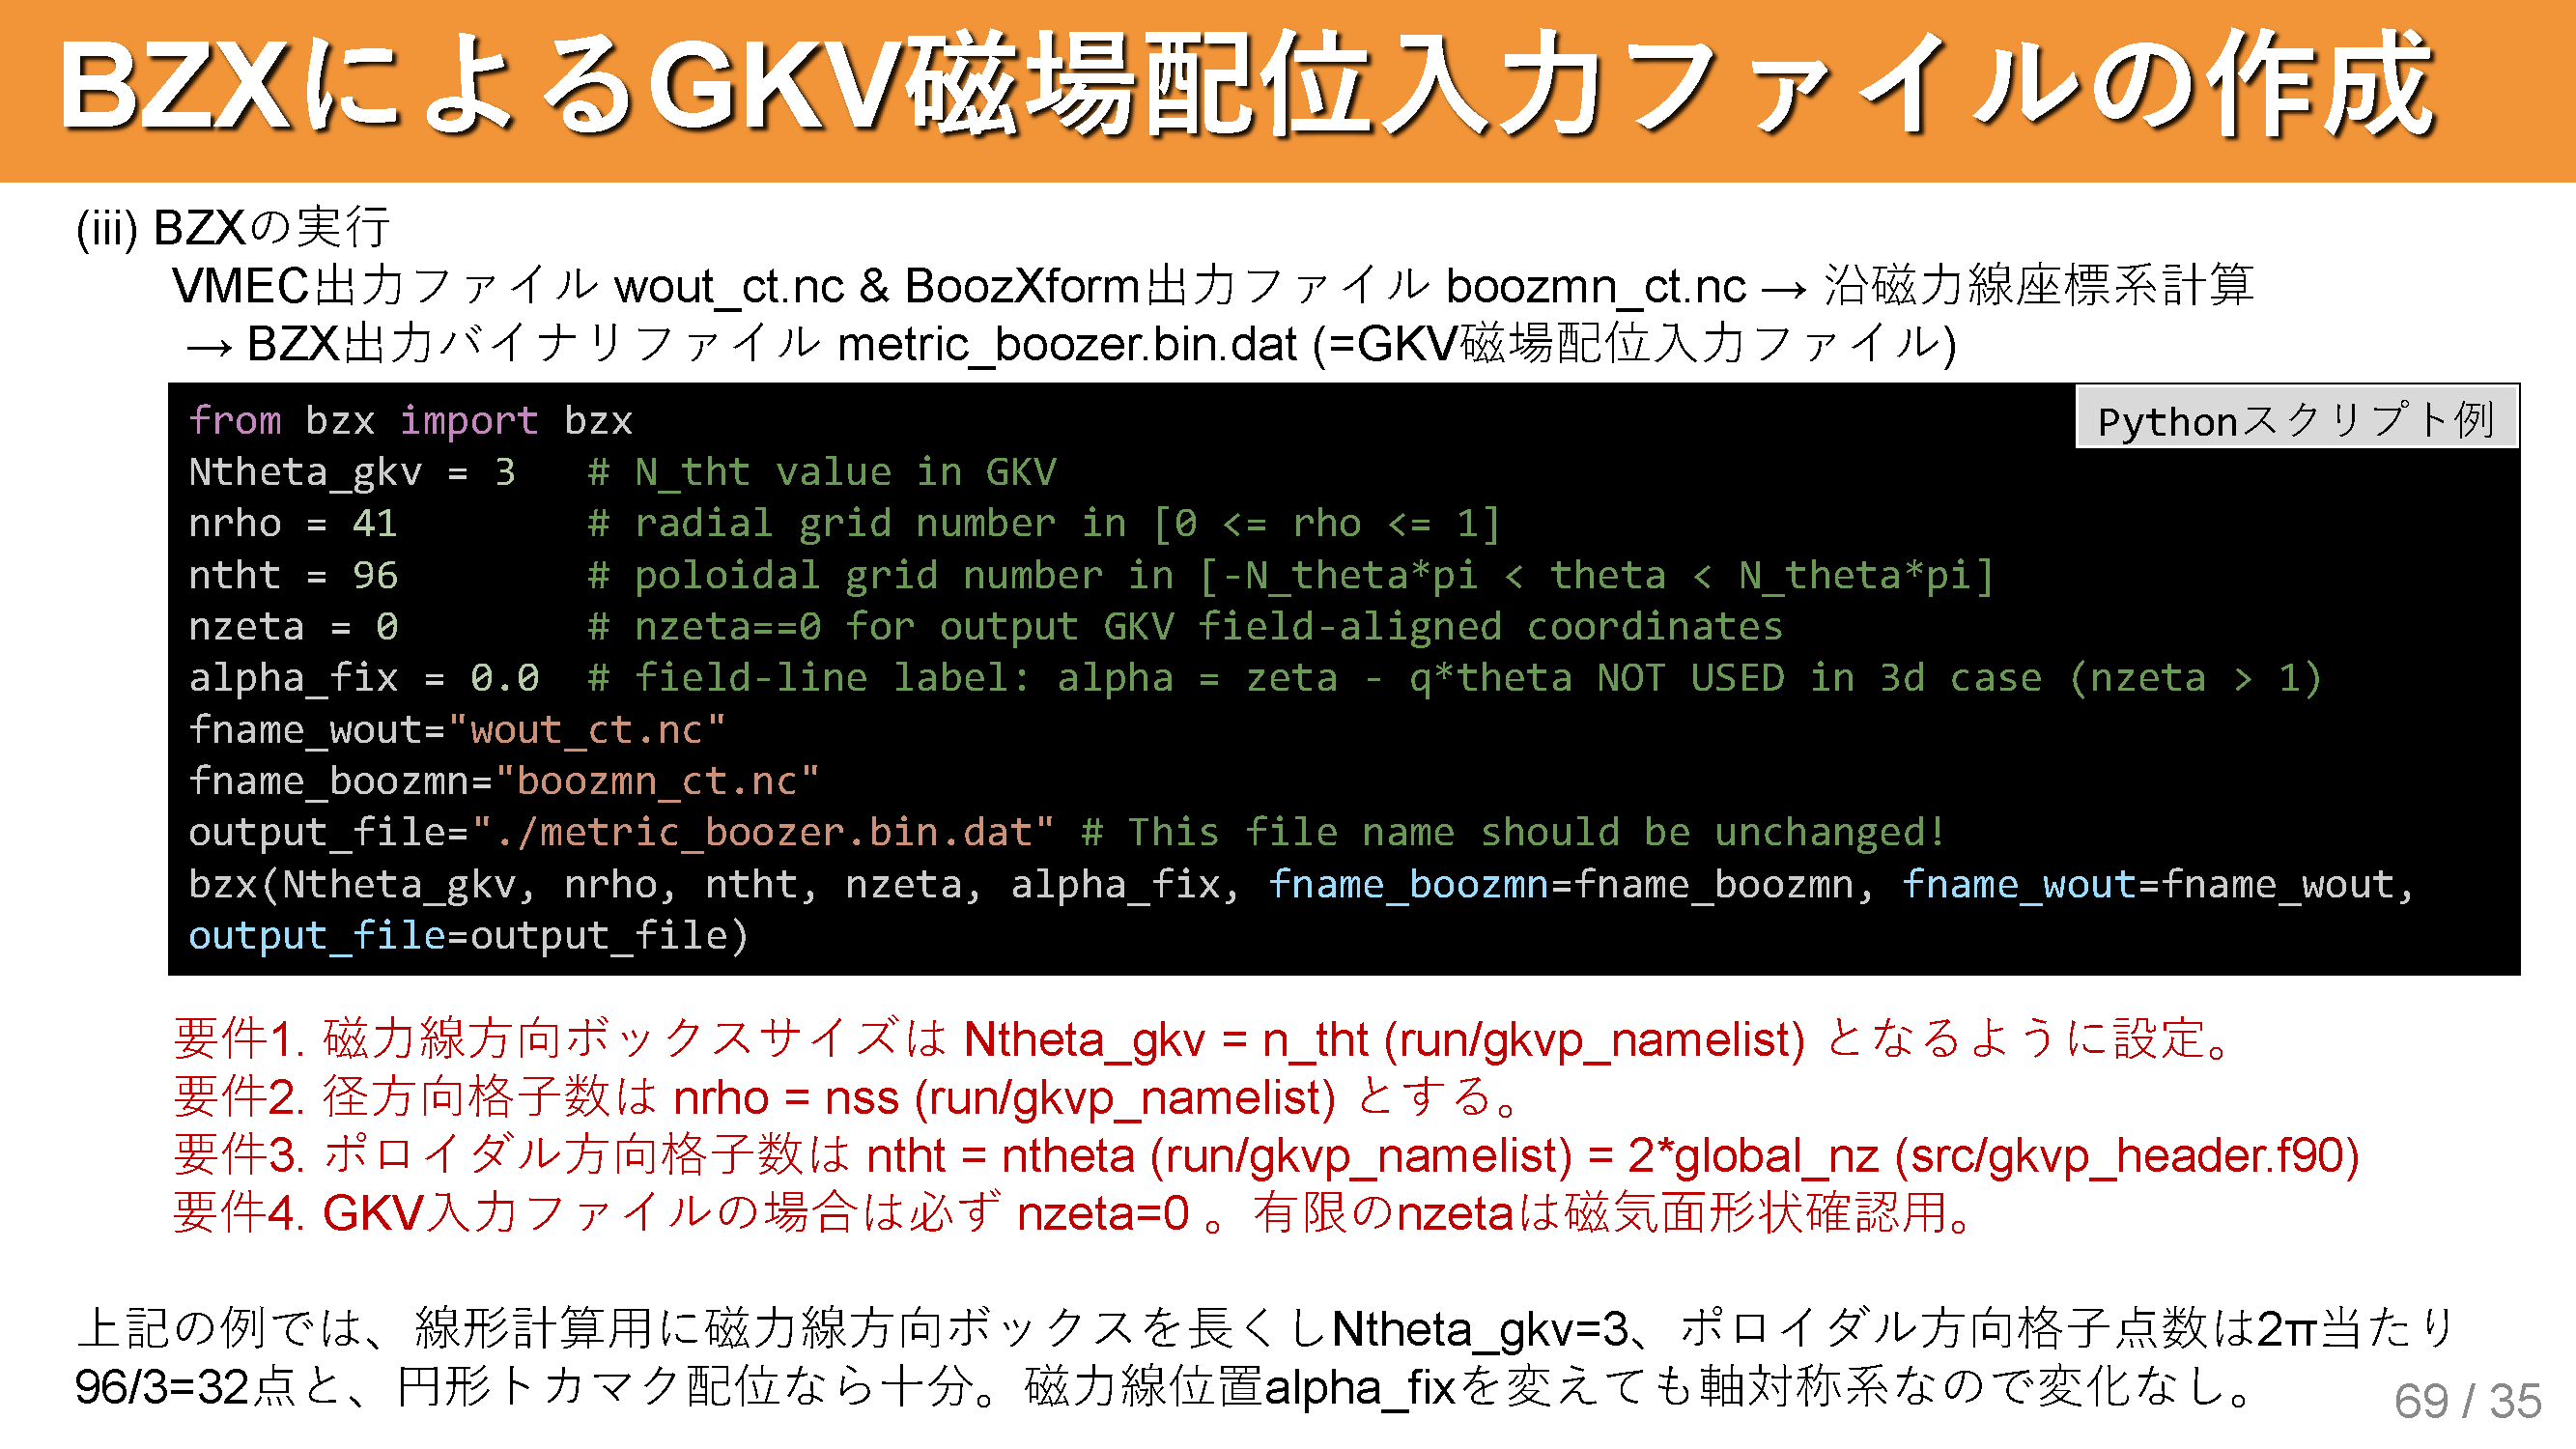 BZXによるGKV磁場配位入力ファイルの作成
(iii) BZXの実行
VMEC出力ファイル wout_ct.nc & BoozXform出力ファイル boozmn_ct.nc → 沿磁力線座標系計算
→ BZX出力バイナリファイル metric_boozer.bin.dat (=GKV磁場配位入力ファイル)
Pythonスクリプト例
from bzx import bzx
Ntheta_gkv = 3   # N_tht value in GKV
nrho = 41        # radial grid number in [0 <= rho <= 1]
ntht = 96        # poloidal grid number in [-N_theta*pi < theta < N_theta*pi]
nzeta = 0        # nzeta==0 for output GKV field-aligned coordinates
alpha_fix = 0.0  # field-line label: alpha = zeta - q*theta NOT USED in 3d case (nzeta > 1)
fname_wout="wout_ct.nc"
fname_boozmn="boozmn_ct.nc"
output_file="./metric_boozer.bin.dat" # This file name should be unchanged!
bzx(Ntheta_gkv, nrho, ntht, nzeta, alpha_fix, fname_boozmn=fname_boozmn, fname_wout=fname_wout,
output_file=output_file)
要件1. 磁力線方向ボックスサイズは Ntheta_gkv = n_tht (run/gkvp_namelist) となるように設定。
要件2. 径方向格子数は nrho = nss (run/gkvp_namelist) とする。
要件3. ポロイダル方向格子数は ntht = ntheta (run/gkvp_namelist) = 2*global_nz (src/gkvp_header.f90)
要件4. GKV入力ファイルの場合は必ず nzeta=0 。有限のnzetaは磁気面形状確認用。
上記の例では、線形計算用に磁力線方向ボックスを長くしNtheta_gkv=3、ポロイダル方向格子点数は2π当たり
96/3=32点と、円形トカマク配位なら十分。磁力線位置alpha_fixを変えても軸対称系なので変化なし。
69 / 35